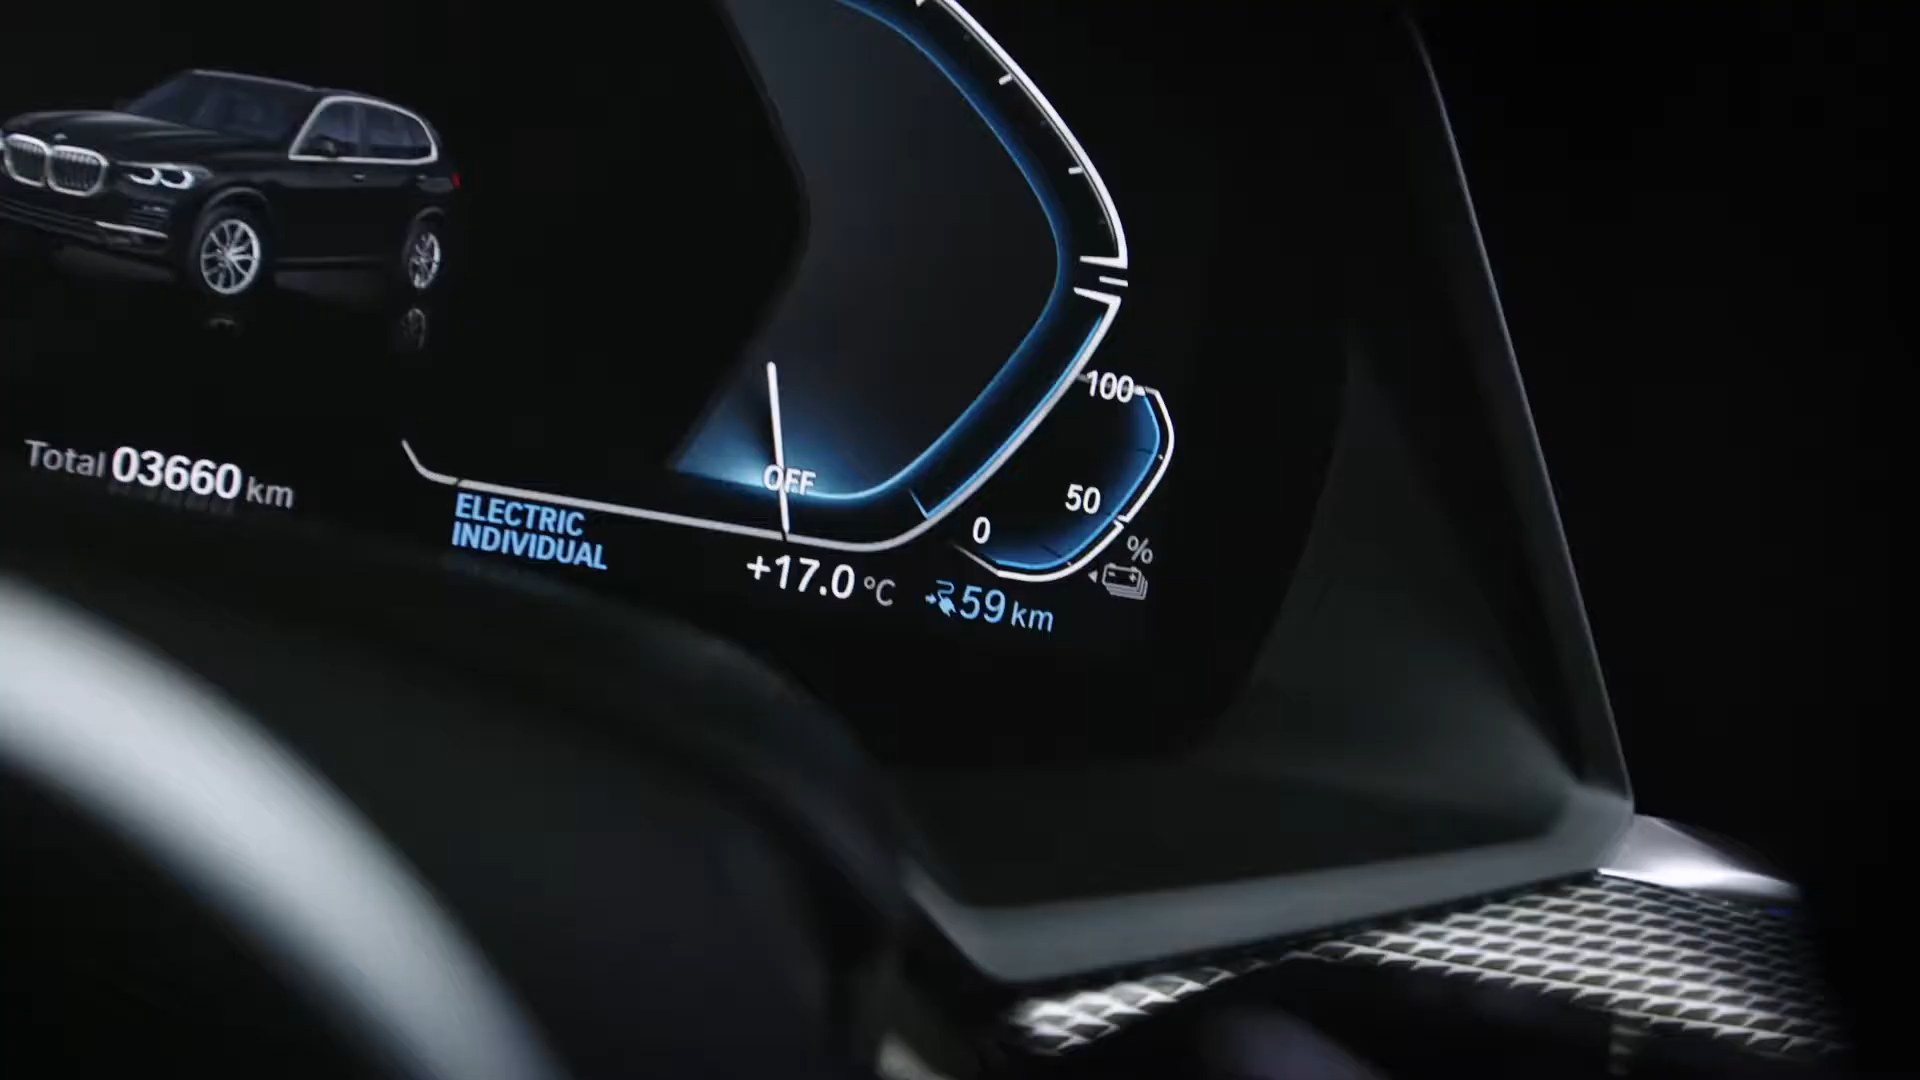 Total 03660 km
ELECTRIC
INDIVIDUAL
OFF
+17.0 °C
100
50
0
%
59 km